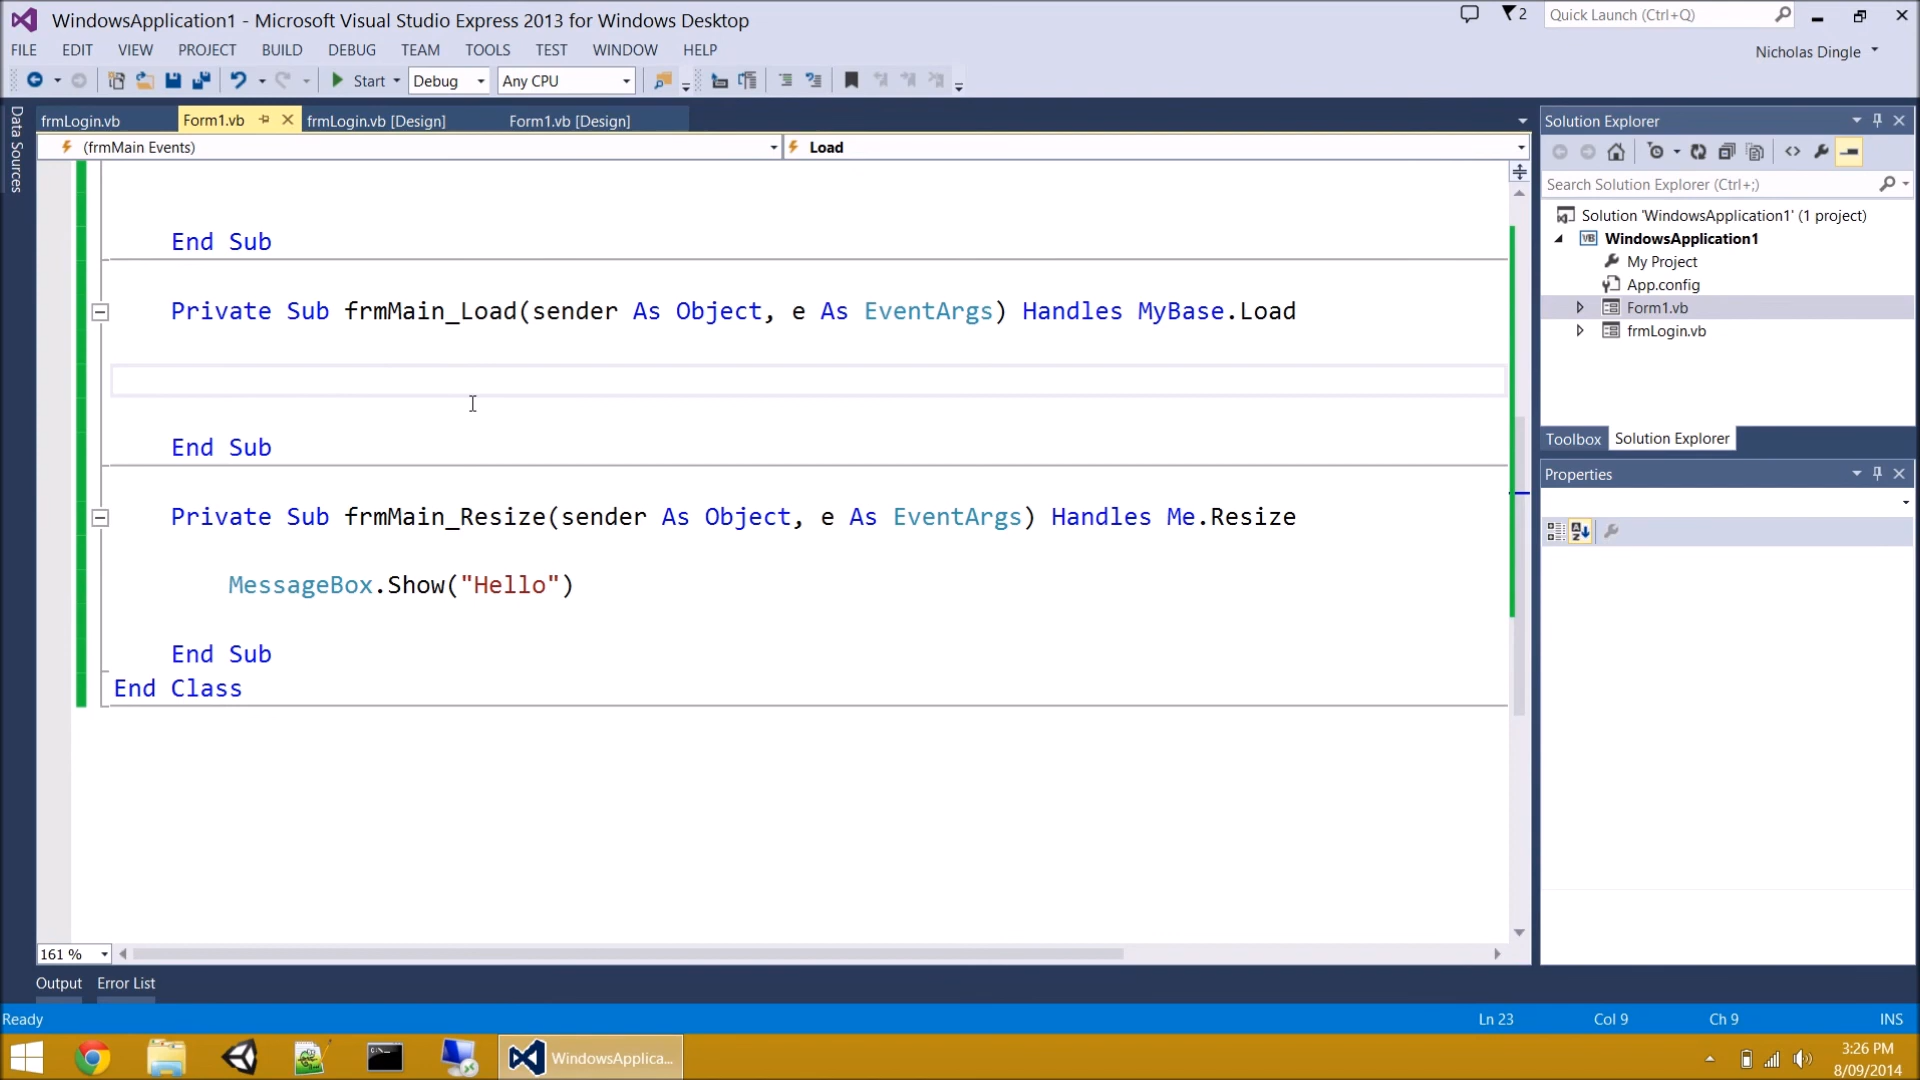 WindowsApplication1 - Microsoft Visual Studio Express 2013 for Windows Desktop
2
Quick Launch (Ctrl+Q)
FILE EDIT VIEW PROJECT BUILD DEBUG TEAM TOOLS TEST WINDOW HELP
Nicholas Dingle
Start Debug Any CPU
Data Sources
frmLogin.vb Form1.vb frmLogin.vb [Design] Form1.vb [Design]
(frmMain Events) Load
End Sub
Private Sub frmMain_Load(sender As Object, e As EventArgs) Handles MyBase.Load
End Sub
Private Sub frmMain_Resize(sender As Object, e As EventArgs) Handles Me.Resize
MessageBox.Show("Hello")
End Sub
End Class
161 %
Solution Explorer
Search Solution Explorer (Ctrl+;)
Solution 'WindowsApplication1' (1 project)
VB WindowsApplication1
My Project
App.config
Form1.vb
frmLogin.vb
Toolbox Solution Explorer
Properties
Output Error List
Ready Ln 23 Col 9 Ch 9 INS
WindowsApplica...
3:26 PM
8/09/2014